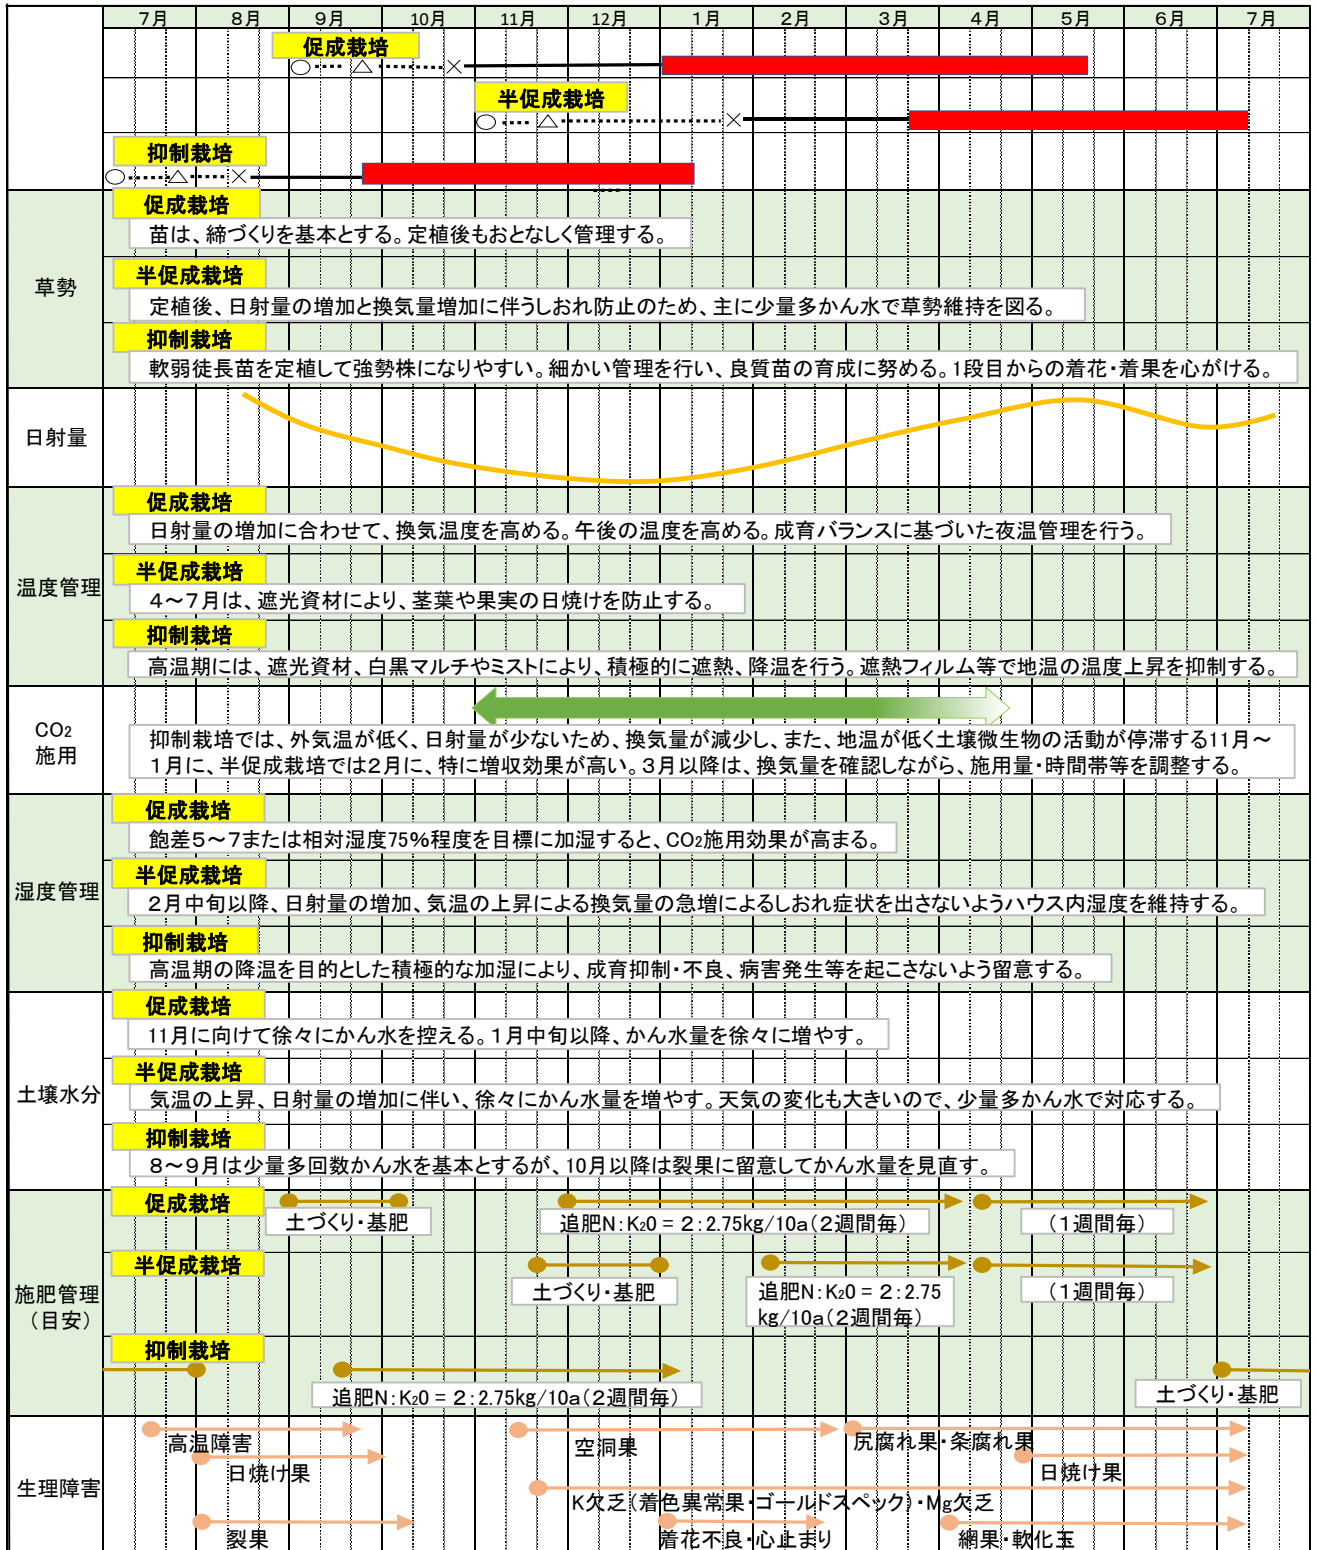 7月 8月 9月 10月 11月 12月 1月 2月 3月 4月 5月 6月 7月
促成栽培
半促成栽培
抑制栽培
草勢
促成栽培
苗は、締づくりを基本とする。定植後もおとなしく管理する。
半促成栽培
定植後、日射量の増加と換気量増加に伴うしおれ防止のため、主に少量多かん水で草勢維持を図る。
抑制栽培
軟弱徒長苗を定植して強勢株になりやすい。細かい管理を行い、良質苗の育成に努める。1段目からの着花・着果を心がける。
日射量
温度管理
促成栽培
日射量の増加に合わせて、換気温度を高める。午後の温度を高める。成育バランスに基づいた夜温管理を行う。
半促成栽培
4～7月は、遮光資材により、茎葉や果実の日焼けを防止する。
抑制栽培
高温期には、遮光資材、白黒マルチやミストにより、積極的に遮熱、降温を行う。遮熱フィルム等で地温の温度上昇を抑制する。
CO2
施用
抑制栽培では、外気温が低く、日射量が少ないため、換気量が減少し、また、地温が低く土壌微生物の活動が停滞する11月～
1月に、半促成栽培では2月に、特に増収効果が高い。3月以降は、換気量を確認しながら、施用量・時間帯等を調整する。
湿度管理
促成栽培
飽差5～7または相対湿度75%程度を目標に加湿すると、CO2施用効果が高まる。
半促成栽培
2月中旬以降、日射量の増加、気温の上昇による換気量の急増によるしおれ症状を出さないようハウス内湿度を維持する。
抑制栽培
高温期の降温を目的とした積極的な加湿により、成育抑制・不良、病害発生等を起こさないよう留意する。
土壌水分
促成栽培
11月に向けて徐々にかん水を控える。1月中旬以降、かん水量を徐々に増やす。
半促成栽培
気温の上昇、日射量の増加に伴い、徐々にかん水量を増やす。天気の変化も大きいので、少量多かん水で対応する。
抑制栽培
8～9月は少量多回数かん水を基本とするが、10月以降は裂果に留意してかん水量を見直す。
施肥管理
(目安)
促成栽培
土づくり・基肥
追肥N:K20 = 2:2.75kg/10a(2週間毎)
(1週間毎)
半促成栽培
土づくり・基肥
追肥N:K20 = 2:2.75
kg/10a(2週間毎)
(1週間毎)
抑制栽培
追肥N:K20 = 2:2.75kg/10a(2週間毎)
土づくり・基肥
生理障害
高温障害
空洞果
尻腐れ果・条腐れ果
日焼け果
日焼け果
K欠乏(着色異常果・ゴールドスペック)・Mg欠乏
裂果
着花不良・心止まり
網果・軟化玉